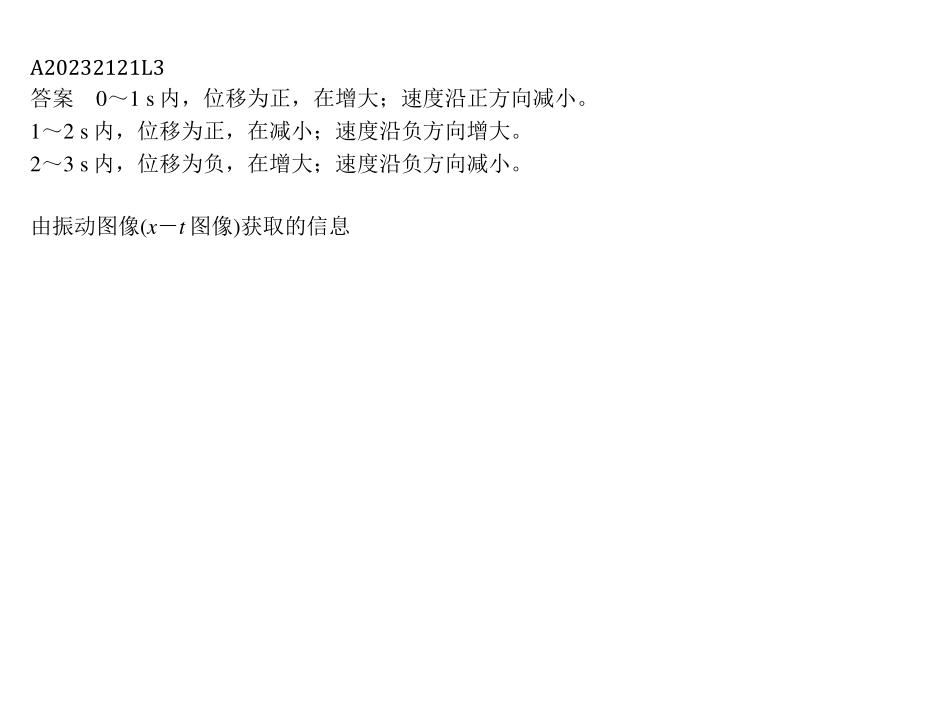 A20232121L3
答案　0～1 s 内，位移为正，在增大；速度沿正方向减小。
1～2 s 内，位移为正，在减小；速度沿负方向增大。
2～3 s 内，位移为负，在增大；速度沿负方向减小。
由振动图像(x－t 图像)获取的信息